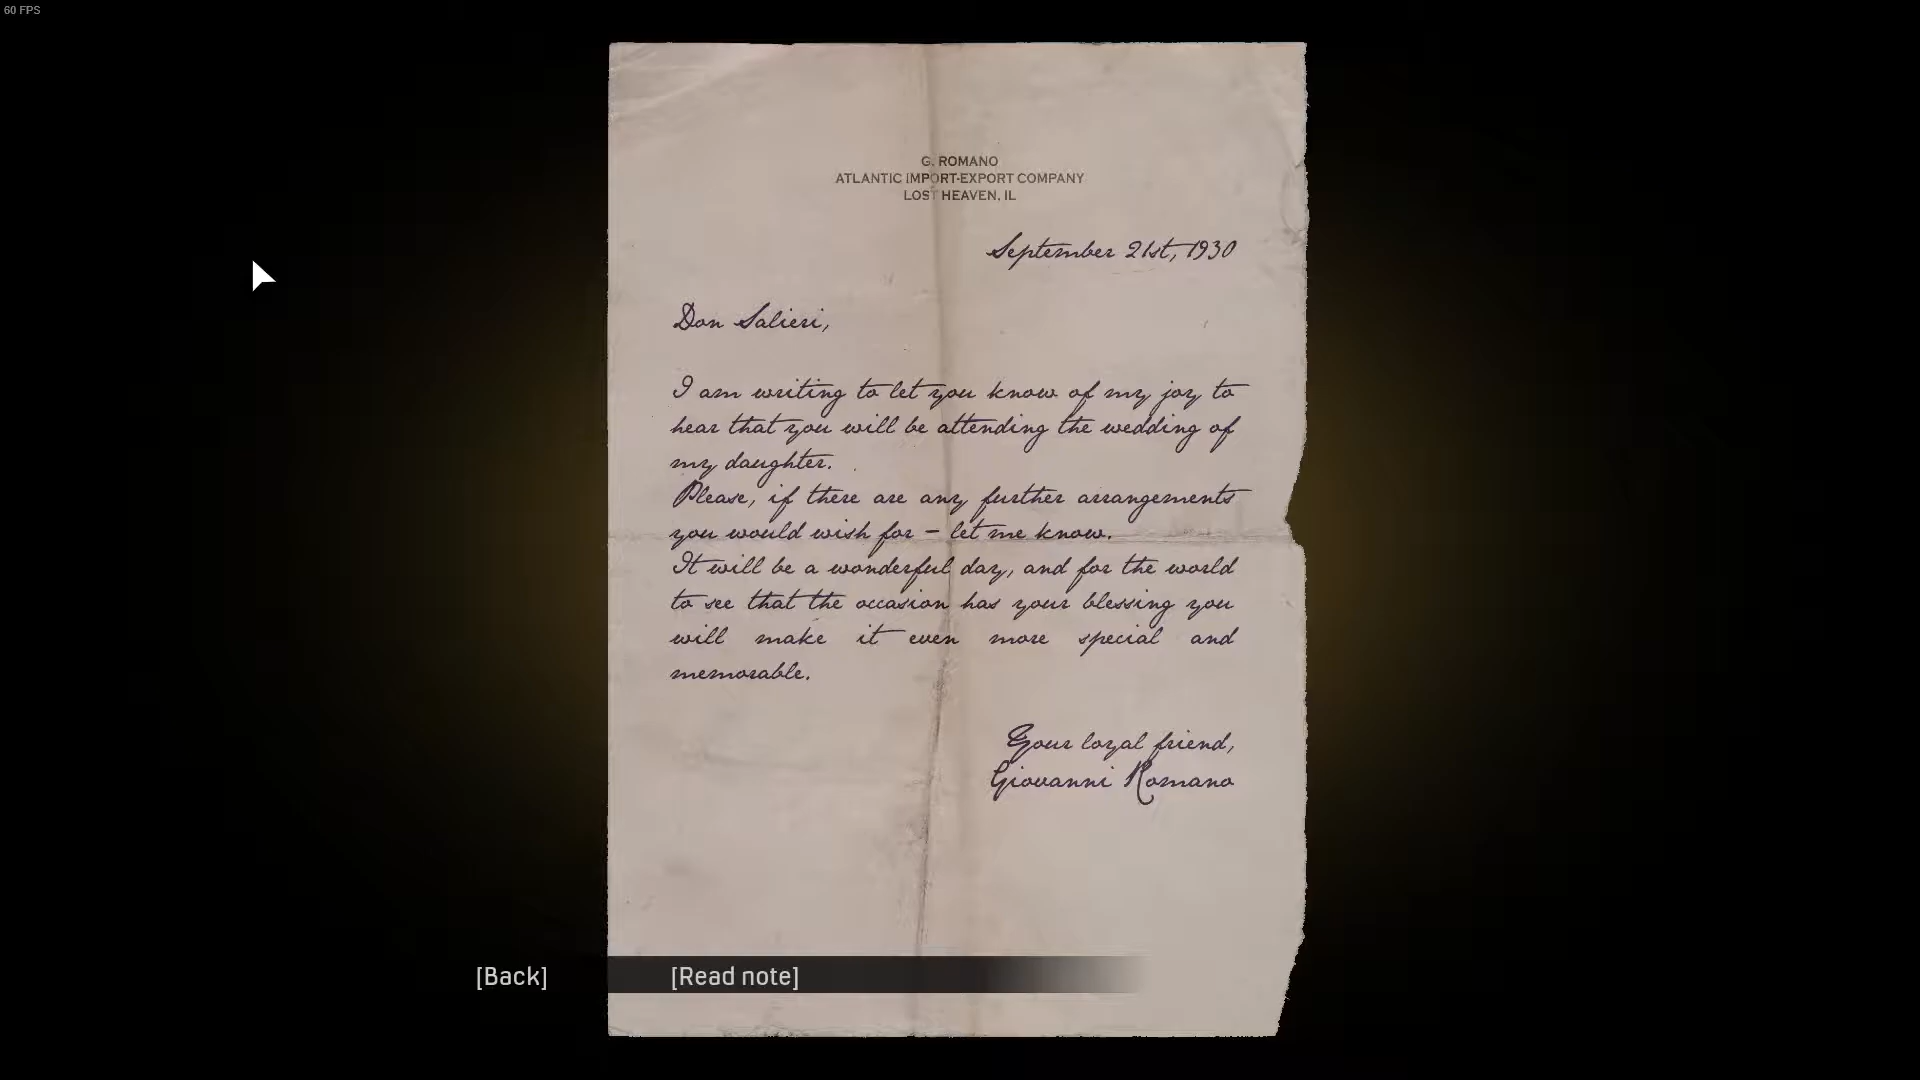 60 FPS
G. ROMANO
ATLANTIC IMPORT-EXPORT COMPANY
LOST HEAVEN, IL
September 21st, 1930
Don Salieri,
I am writing to let you know of my joy to
hear that you will be attending the wedding of
my daughter.
Please, if there are any further arrangements
you would wish for – let me know.
It will be a wonderful day, and for the world
to see that the occasion has your blessing you
will make it even more special and
memorable.
Your loyal friend,
Giovanni Romano
[Back] [Read note]